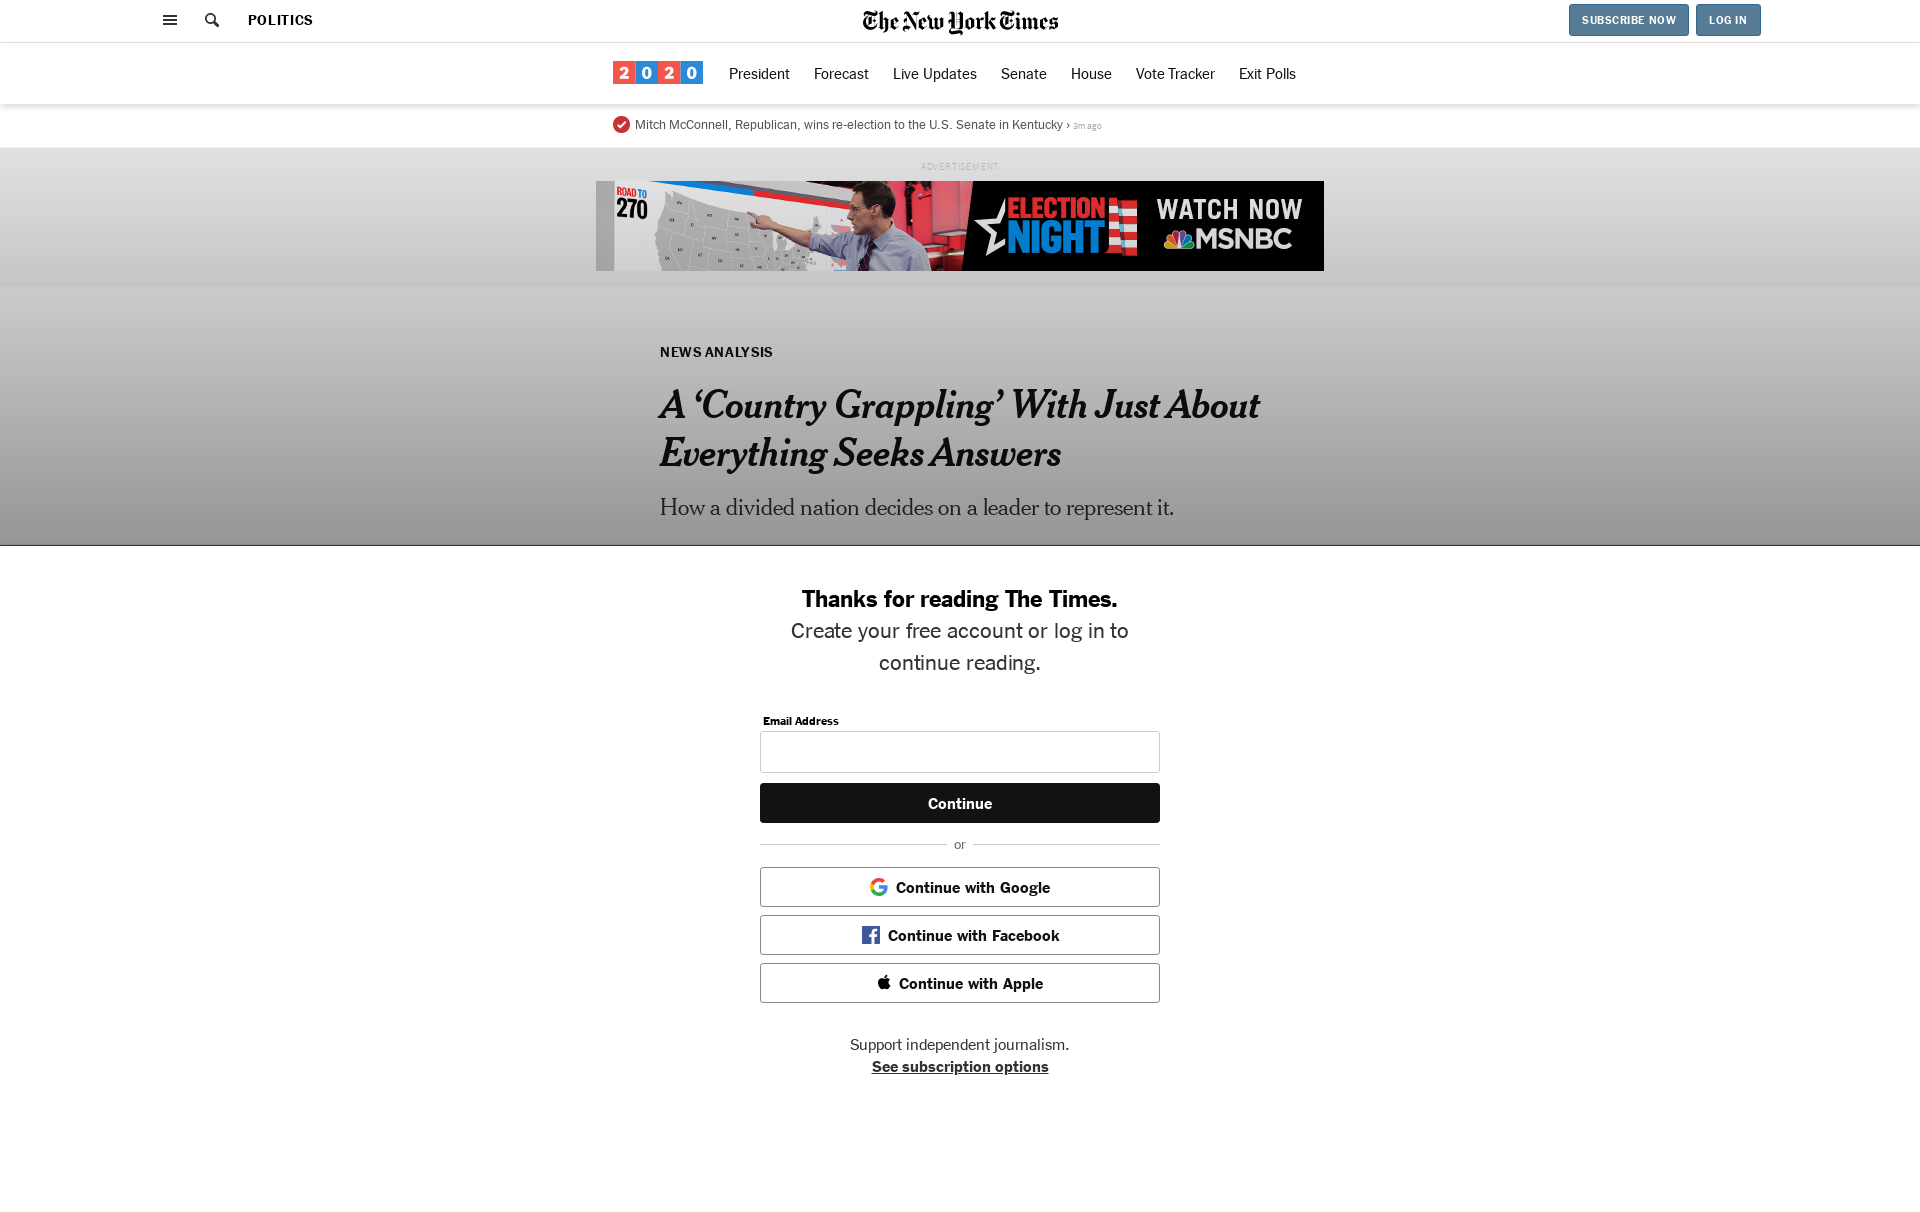 POLITICS
The New York Times
SUBSCRIBE NOW
LOG IN
2020
President
Forecast
Live Updates
Senate
House
Vote Tracker
Exit Polls
Mitch McConnell, Republican, wins re-election to the U.S. Senate in Kentucky › 3m ago
ADVERTISEMENT
ROAD TO
270
ELECTION
NIGHT
WATCH NOW
MSNBC
NEWS ANALYSIS
A ‘Country Grappling’ With Just About
Everything Seeks Answers
How a divided nation decides on a leader to represent it.
Thanks for reading The Times.
Create your free account or log in to
continue reading.
Email Address
Continue
or
Continue with Google
Continue with Facebook
Continue with Apple
Support independent journalism.
See subscription options